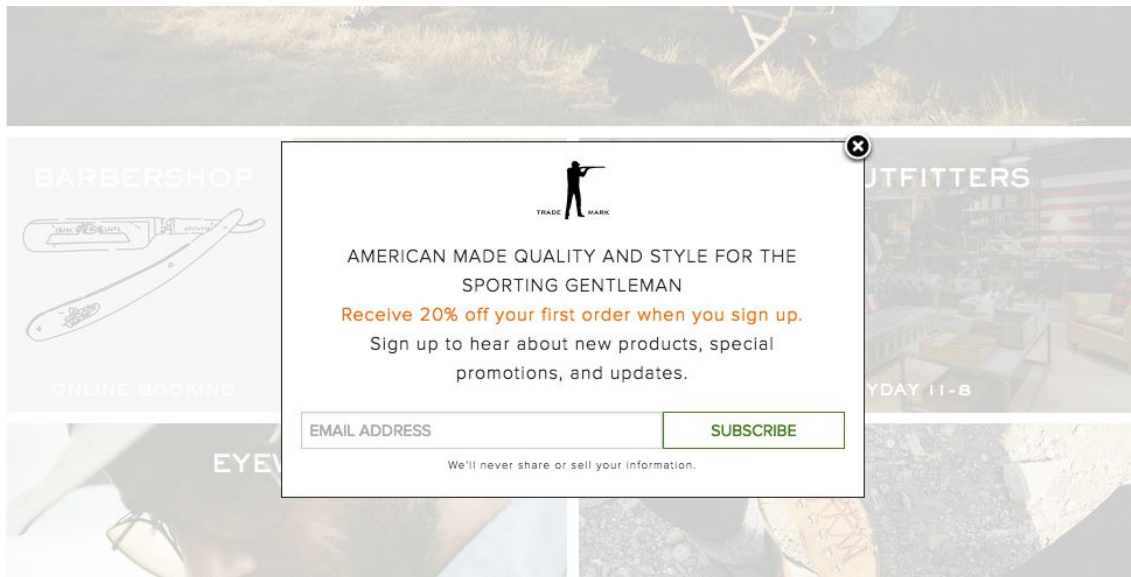 BARBERSHOP
ONLINE BOOKING
UTFITTERS
YDAY 11-8
EYEV
TRADE MARK
AMERICAN MADE QUALITY AND STYLE FOR THE
SPORTING GENTLEMAN
Receive 20% off your first order when you sign up.
Sign up to hear about new products, special
promotions, and updates.
EMAIL ADDRESS
SUBSCRIBE
We'll never share or sell your information.